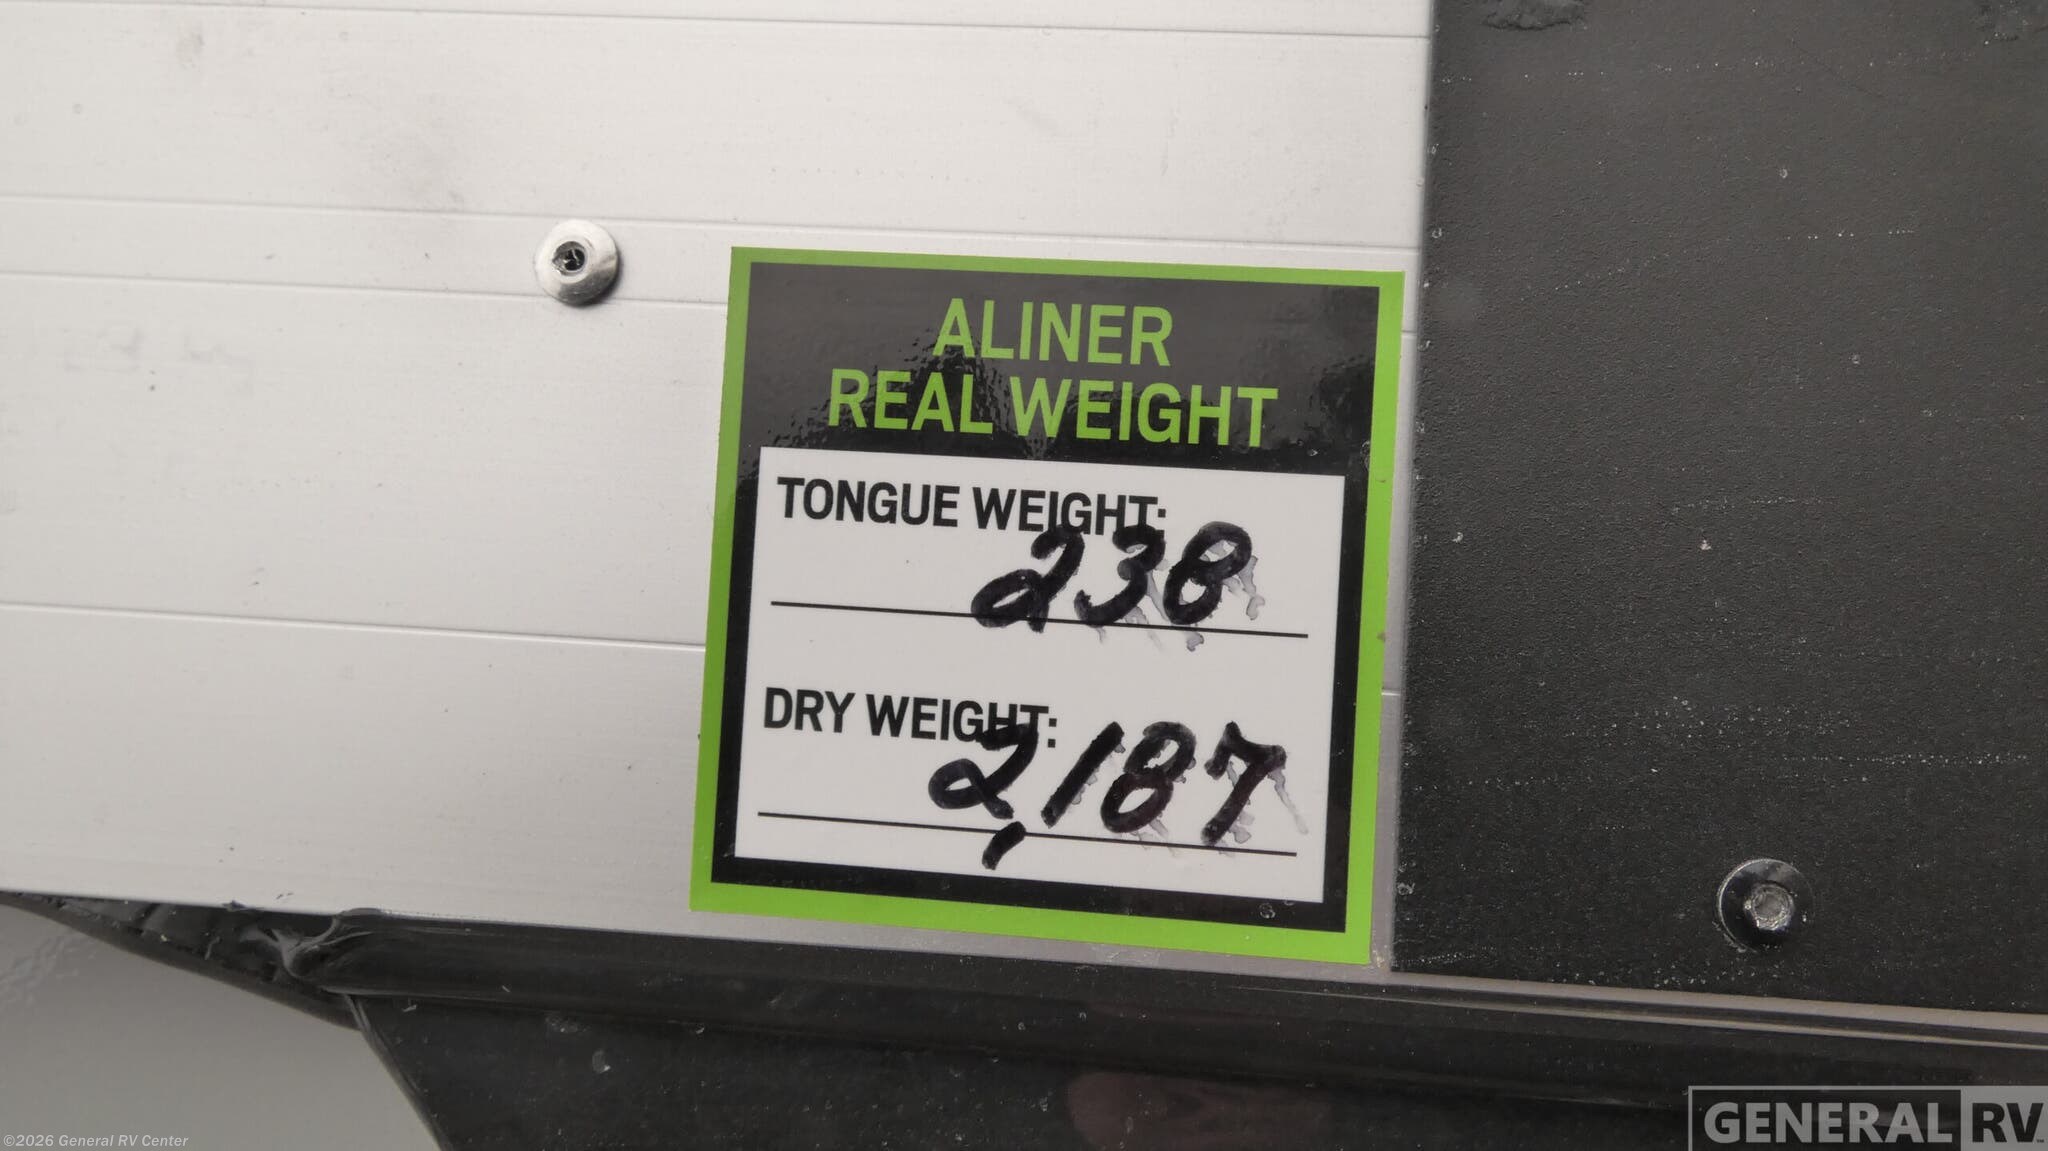 ALINER
REAL WEIGHT
TONGUE WEIGHT:
238
DRY WEIGHT:
2,187
©2026 General RV Center
GENERAL RV